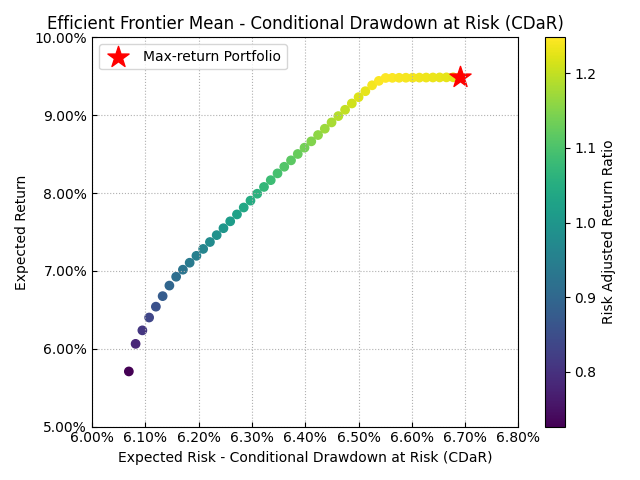 Efficient Frontier Mean - Conditional Drawdown at Risk (CDaR)
Max-return Portfolio
10.00%
9.00%
8.00%
7.00%
6.00%
5.00%
Expected Return
6.00% 6.10% 6.20% 6.30% 6.40% 6.50% 6.60% 6.70% 6.80%
Expected Risk - Conditional Drawdown at Risk (CDaR)
1.2
1.1
1.0
0.9
0.8
Risk Adjusted Return Ratio